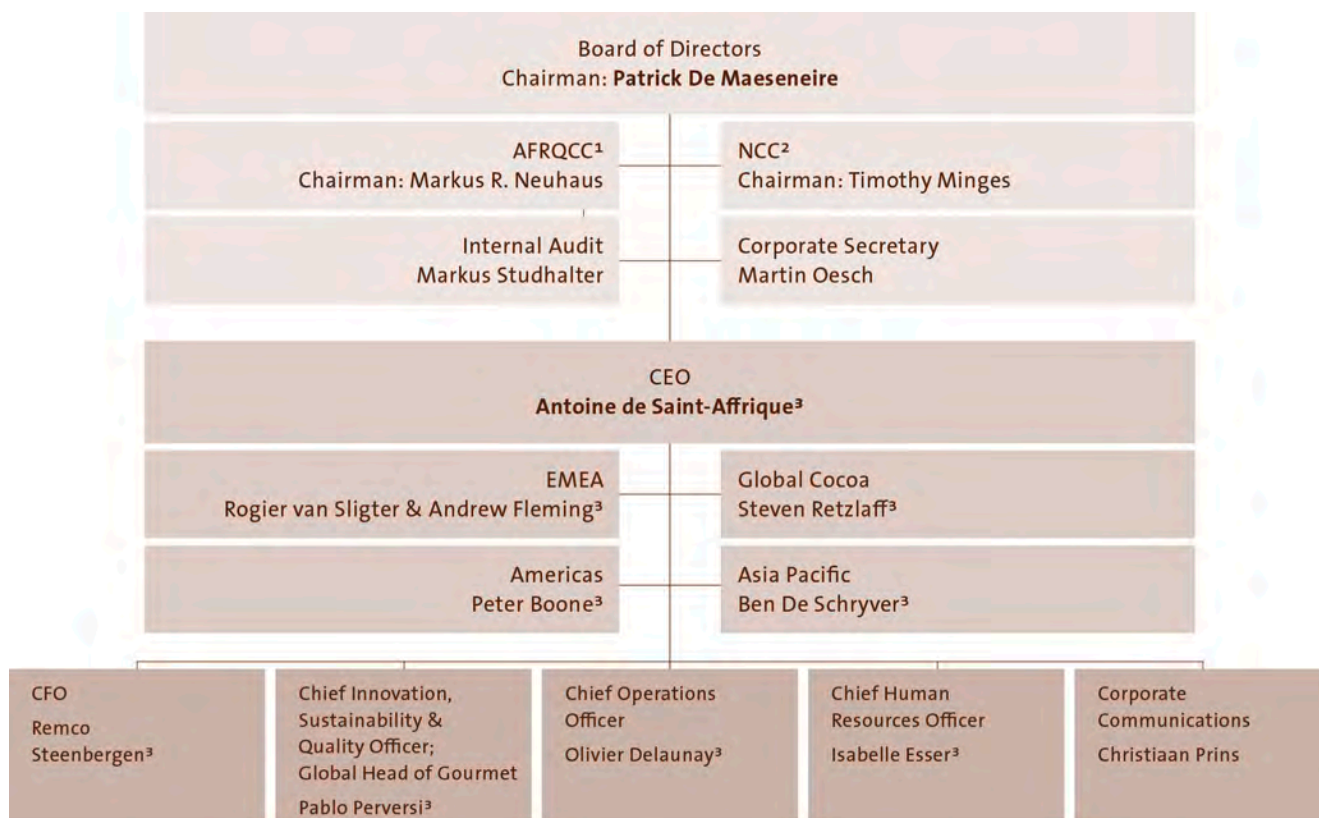 Board of Directors
Chairman: Patrick De Maeseneire
AFRQCC¹
Chairman: Markus R. Neuhaus
NCC²
Chairman: Timothy Minges
Internal Audit
Markus Studhalter
Corporate Secretary
Martin Oesch
CEO
Antoine de Saint-Affrique³
EMEA
Rogier van Sligter & Andrew Fleming³
Global Cocoa
Steven Retzlaff³
Americas
Peter Boone³
Asia Pacific
Ben De Schryver³
CFO
Remco
Steenbergen³
Chief Innovation,
Sustainability &
Quality Officer;
Global Head of Gourmet
Pablo Perversi³
Chief Operations
Officer
Olivier Delaunay³
Chief Human
Resources Officer
Isabelle Esser³
Corporate
Communications
Christiaan Prins